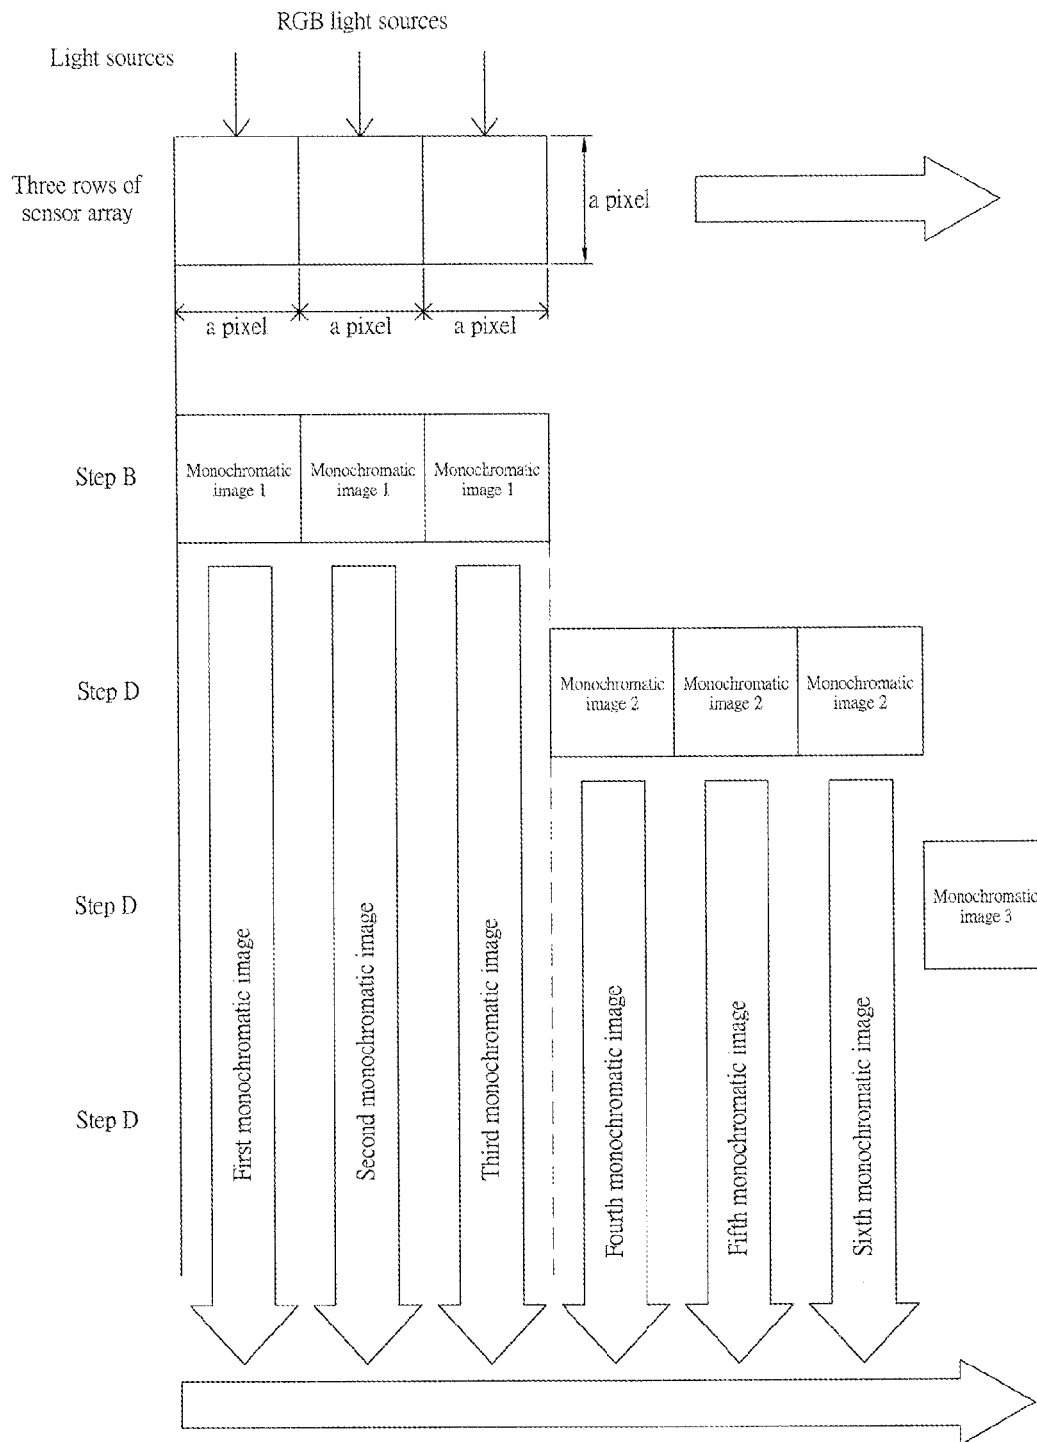 RGB light sources
Light sources
Three rows of
sensor array
a pixel
a pixel
a pixel
a pixel
Step B
Monochromatic
image 1
Monochromatic
image 1
Monochromatic
image 1
Step D
Monochromatic
image 2
Monochromatic
image 2
Monochromatic
image 2
Step D
Monochromatic
image 3
Step D
First monochromatic image
Second monochromatic image
Third monochromatic image
Fourth monochromatic image
Fifth monochromatic image
Sixth monochromatic image